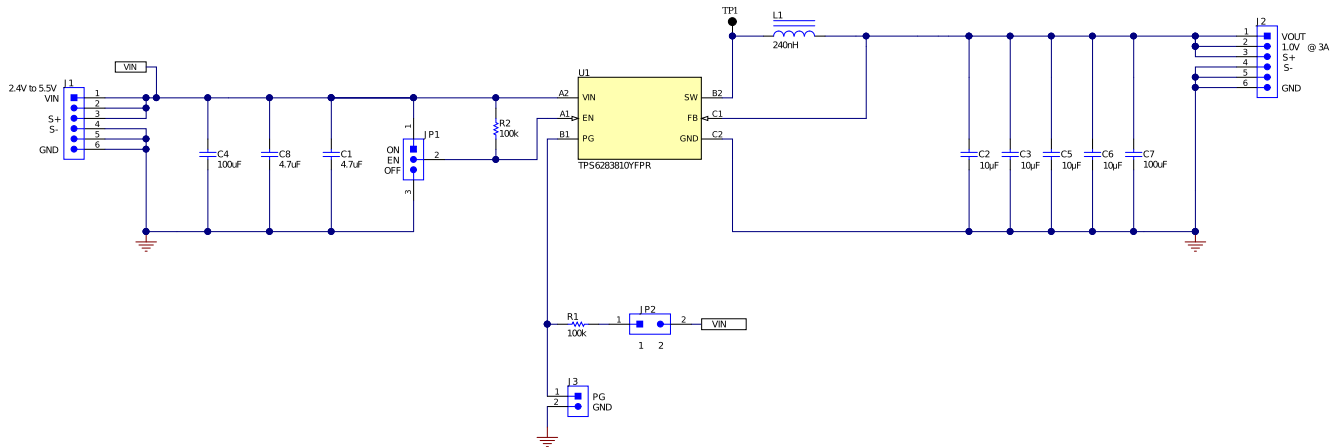 TP1
L1
240nH
J2
1 VOUT
2 1.0V @ 3A
3 S+
4 S-
5
6 GND
VIN
2.4V to 5.5V
J1
VIN 1
2
S+ 3
S- 4
5
GND 6
C4
100uF
C8
4.7uF
C1
4.7uF
JP1
1
ON
EN 2
OFF
3
R2
100k
U1
A2 VIN SW B2
A1 EN FB C1
B1 PG GND C2
TPS6283810YFPR
C2
10µF
C3
10µF
C5
10µF
C6
10µF
C7
100uF
R1
100k
JP2
1 2
1 2
VIN
J3
1 PG
2 GND